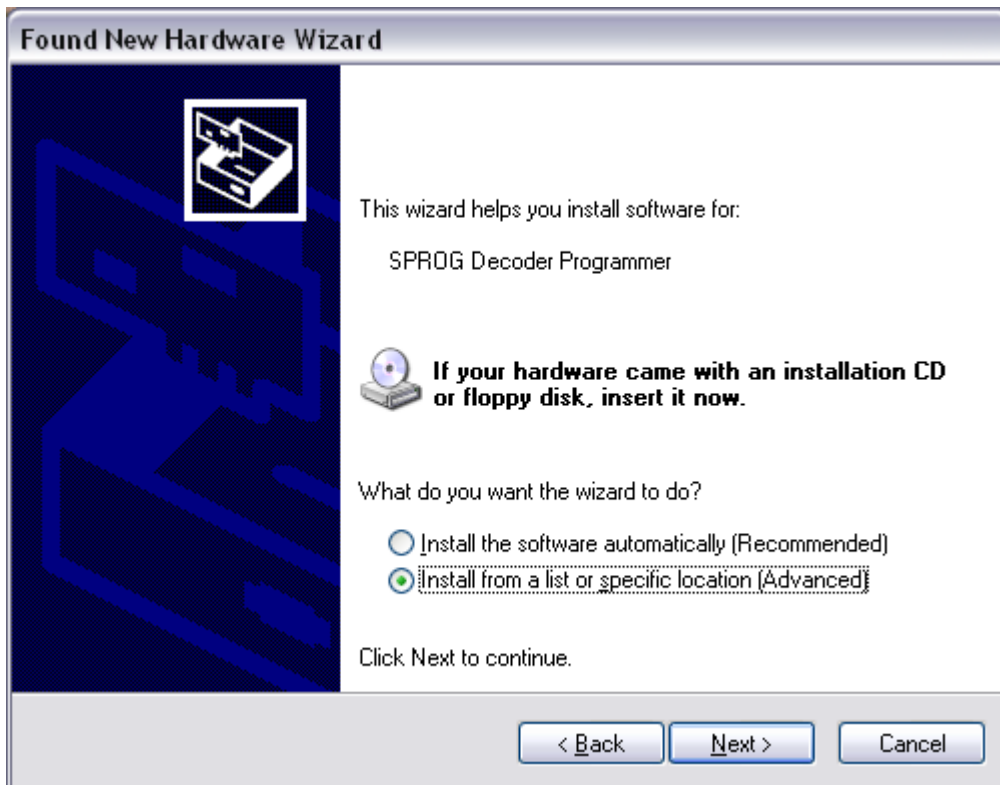 Found New Hardware Wizard
This wizard helps you install software for:
SPROG Decoder Programmer
If your hardware came with an installation CD
or floppy disk, insert it now.
What do you want the wizard to do?
Install the software automatically (Recommended)
Install from a list or specific location (Advanced)
Click Next to continue.
< Back Next > Cancel